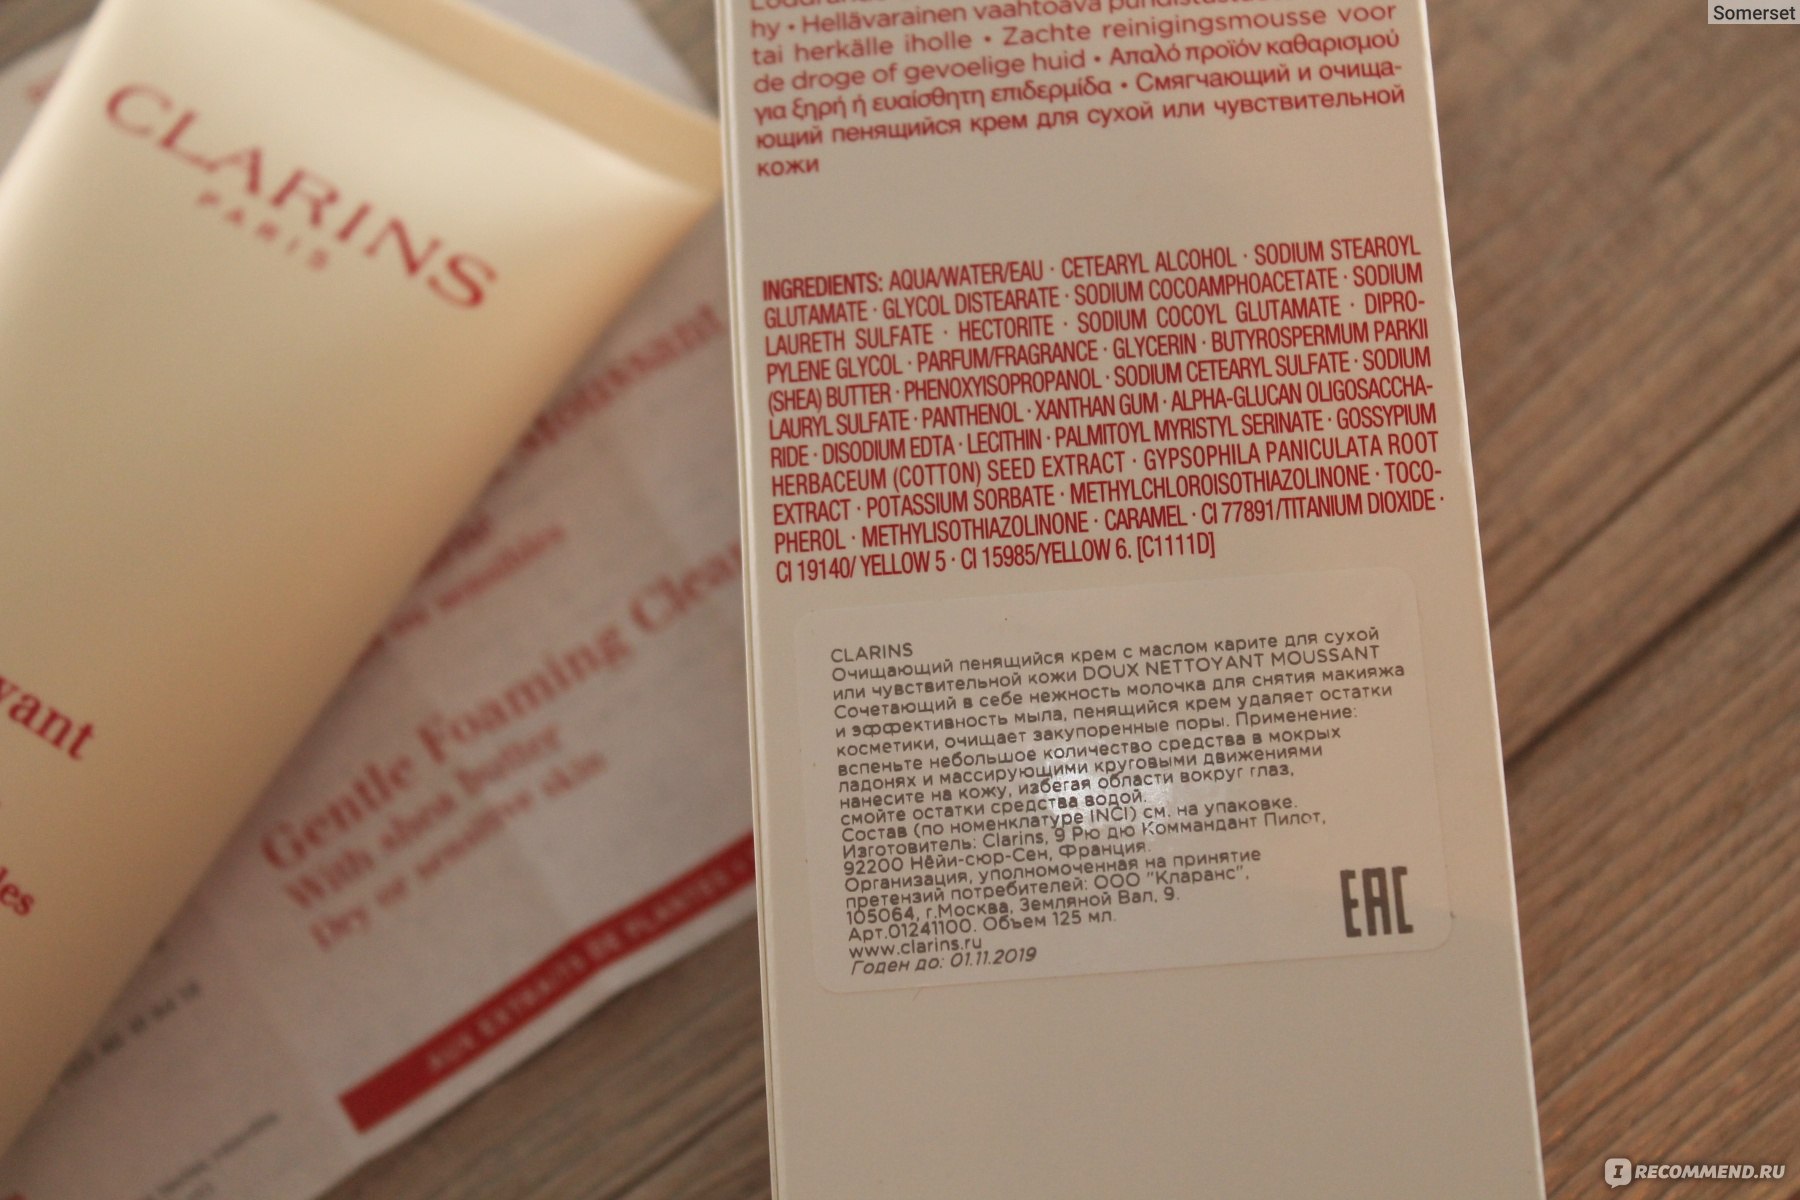 Somerset
CLARINS
PARIS
hy • Hellävarainen vaahtoava
tai herkälle iholle • Zachte reinigingsmousse voor
de droge of gevoelige huid • Απαλό προϊόν καθαρισμού
για ξηρή ή ευαίσθητη επιδερμίδα • Смягчающий и очища-
ющий пенящийся крем для сухой или чувствительной
кожи
INGREDIENTS: AQUA/WATER/EAU · CETEARYL ALCOHOL · SODIUM STEAROYL
GLUTAMATE · GLYCOL DISTEARATE · SODIUM COCOAMPHOACETATE · SODIUM
LAURETH SULFATE · HECTORITE · SODIUM COCOYL GLUTAMATE · DIPRO-
PYLENE GLYCOL · PARFUM/FRAGRANCE · GLYCERIN · BUTYROSPERMUM PARKII
(SHEA) BUTTER · PHENOXYISOPROPANOL · SODIUM CETEARYL SULFATE · SODIUM
LAURYL SULFATE · PANTHENOL · XANTHAN GUM · ALPHA-GLUCAN OLIGOSACCHA-
RIDE · DISODIUM EDTA · LECITHIN · PALMITOYL MYRISTYL SERINATE · GOSSYPIUM
HERBACEUM (COTTON) SEED EXTRACT · GYPSOPHILA PANICULATA ROOT
EXTRACT · POTASSIUM SORBATE · METHYLCHLOROISOTHIAZOLINONE · TOCO-
PHEROL · METHYLISOTHIAZOLINONE · CARAMEL · CI 77891/TITANIUM DIOXIDE ·
CI 19140/ YELLOW 5 · CI 15985/YELLOW 6. [C1111D]
CLARINS
Очищающий пенящийся крем с маслом карите для сухой
или чувствительной кожи DOUX NETTOYANT MOUSSANT
Сочетающий в себе нежность молочка для снятия макияжа
и эффективность мыла, пенящийся крем удаляет остатки
косметики, очищает закупоренные поры. Применение:
вспеньте небольшое количество средства в мокрых
ладонях и массирующими круговыми движениями
нанесите на кожу, избегая области вокруг глаз,
смойте остатки средства водой.
Состав (по номенклатуре INCI) см. на упаковке.
Изготовитель: Clarins, 9 Рю дю Коммандант Пилот,
92200 Нёйи-сюр-Сен, Франция.
Организация, уполномоченная на принятие
претензий потребителей: ООО "Кларанс",
105064, г.Москва, Земляной Вал, 9.
Арт.01241100. Объем 125 мл.
www.clarins.ru
Годен до: 01.11.2019
EAC
yant
les
Moussant
Gentle Foaming Clea
With shea butter
Dry or sensitive skin
AUX EXTRAITS DE PLANTES
IRECOMMEND.RU